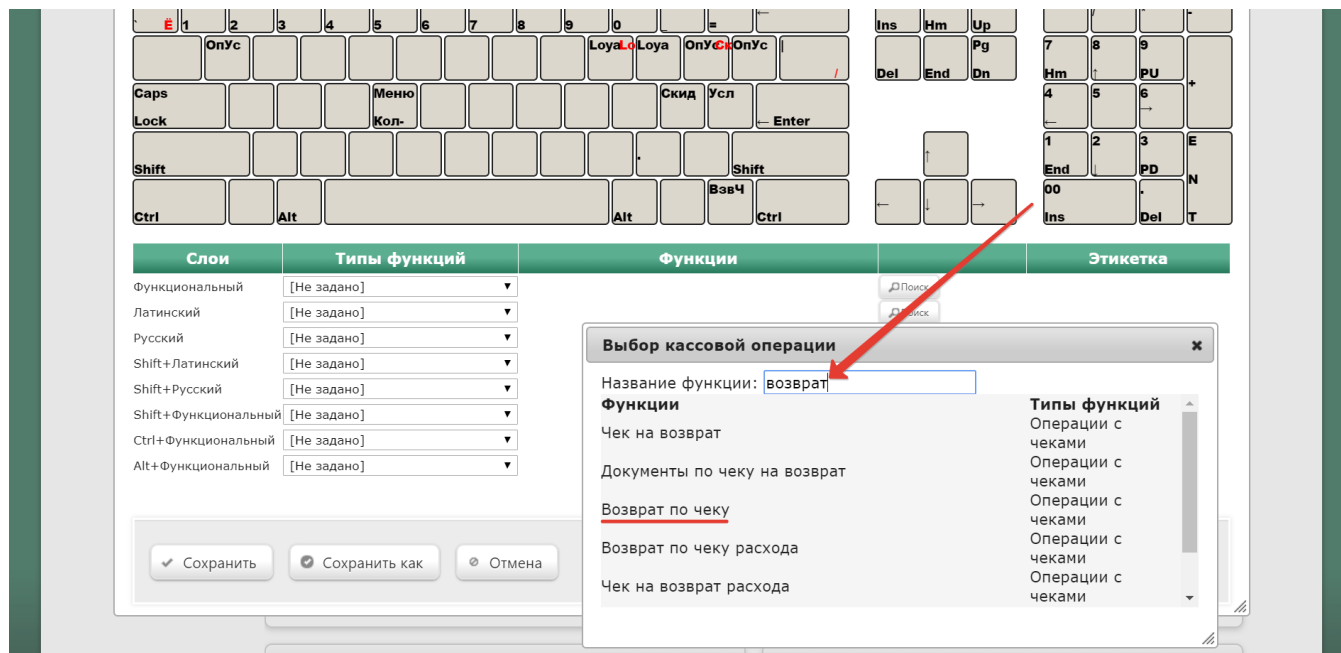 ` Ё 1 2 3 4 5 6 7 8 9 0 _ = ← Ins Hm Up / * -
ОпУс Loya Lo Loya ОпУс Ск ОпУс | / Pg 7 8 9
Del End Dn Hm ↑ PU +
Caps Меню Скид Усл 4 5 6
Lock Кол- ← Enter ← →
Shift . Shift ↑ 1 2 3 E
End ↓ PD
Ctrl Alt Alt ВзвЧ Ctrl ← ↓ → 00 . N
Ins Del T
Слои Типы функций Функции Этикетка
Функциональный [Не задано] Поиск
Латинский [Не задано] Поиск
Русский [Не задано]
Shift+Латинский [Не задано]
Shift+Русский [Не задано]
Shift+Функциональный [Не задано]
Ctrl+Функциональный [Не задано]
Alt+Функциональный [Не задано]
Сохранить Сохранить как Отмена
Выбор кассовой операции
Название функции: возврат
Функции Типы функций
Чек на возврат Операции с
чеками
Документы по чеку на возврат Операции с
чеками
Возврат по чеку Операции с
чеками
Возврат по чеку расхода Операции с
чеками
Чек на возврат расхода Операции с
чеками